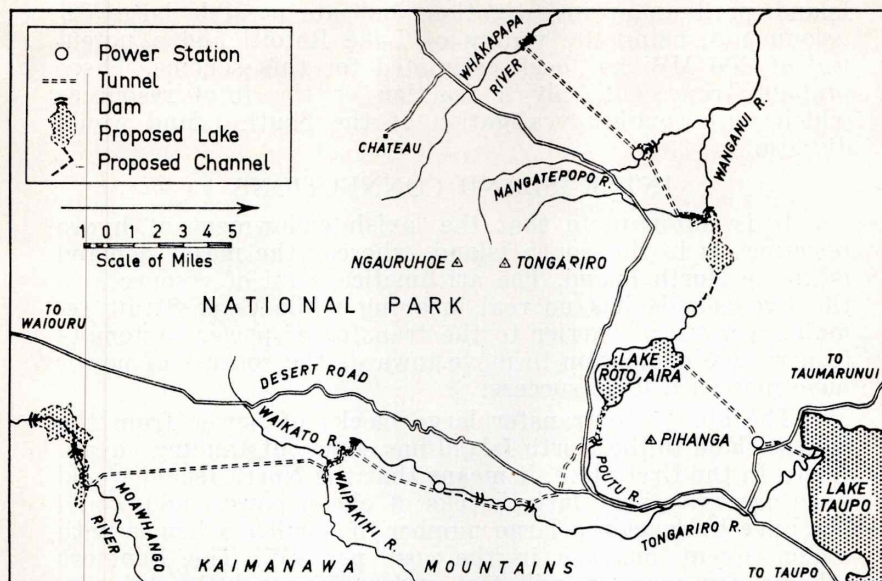 Power Station
Tunnel
Dam
Proposed Lake
Proposed Channel
1 0 1 2 3 4 5
Scale of Miles
WHAKAPAPA
RIVER
CHATEAU
MANGATEPOPO R.
WANGANUI R.
NGAURUHOE
TONGARIRO
NATIONAL PARK
TO
WAIOURU
DESERT ROAD
LAKE
ROTO AIRA
TO
TAUMARUNUI
PIHANGA
WAIKATO R.
POUTU R.
LAKE
TAUPO
MOAWHANGO
RIVER
WAIPAKIHI R.
TONGARIRO R.
KAIMANAWA MOUNTAINS
TO TAUPO